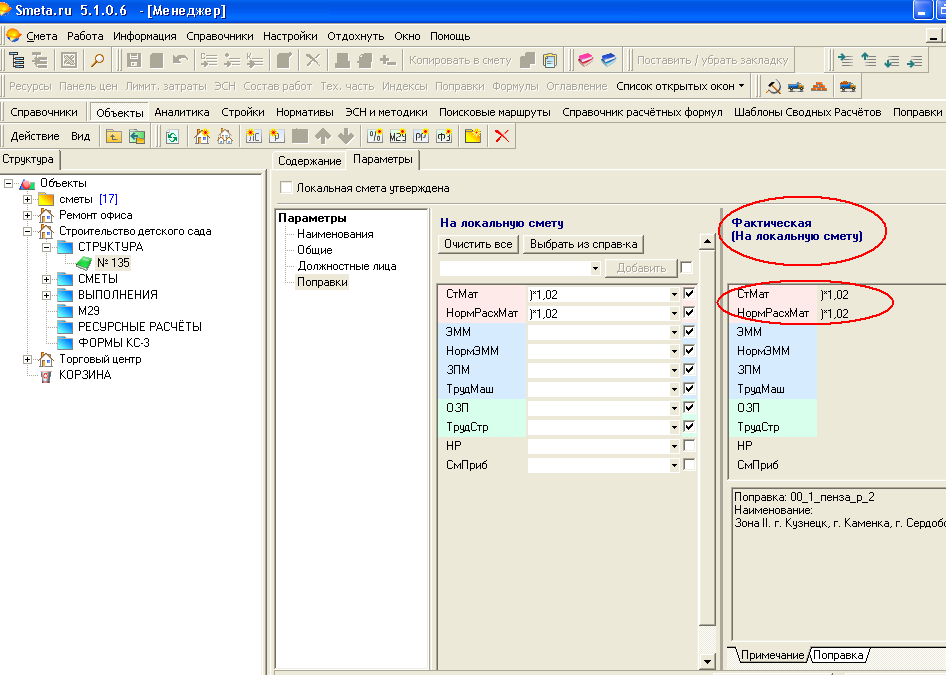 Smeta.ru 5.1.0.6 - [Менеджер]
Смета Работа Информация Справочники Настройки Отдохнуть Окно Помощь
Копировать в смету Поставить / убрать закладку
Ресурсы Панель цен Лимит. затраты ЭСН Состав работ Тех. часть Индексы Поправки Формулы Оглавление Список открытых окон
Справочники Объекты Аналитика Стройки Нормативы ЭСН и методики Поисковые маршруты Справочник расчётных формул Шаблоны Сводных Расчётов Поправки
Действие Вид
Структура
Содержание Параметры
Объекты
сметы [17]
Ремонт офиса
Строительство детского сада
СТРУКТУРА
№ 135
СМЕТЫ
ВЫПОЛНЕНИЯ
М29
РЕСУРСНЫЕ РАСЧЁТЫ
ФОРМЫ КС-3
Торговый центр
КОРЗИНА
Локальная смета утверждена
Параметры
Наименования
Общие
Должностные лица
Поправки
На локальную смету
Очистить все Выбрать из справ-ка
Добавить
СтМат )*1,02
НормРасхМат )*1,02
ЭММ
НормЭММ
ЗПМ
ТрудМаш
ОЗП
ТрудСтр
НР
СмПриб
Фактическая
(На локальную смету)
СтМат )*1,02
НормРасхМат )*1,02
ЭММ
НормЭММ
ЗПМ
ТрудМаш
ОЗП
ТрудСтр
НР
СмПриб
Поправка: 00_1_пенза_р_2
Наименование:
Зона II. г. Кузнецк, г. Каменка, г. Сердобс
Примечание Поправка